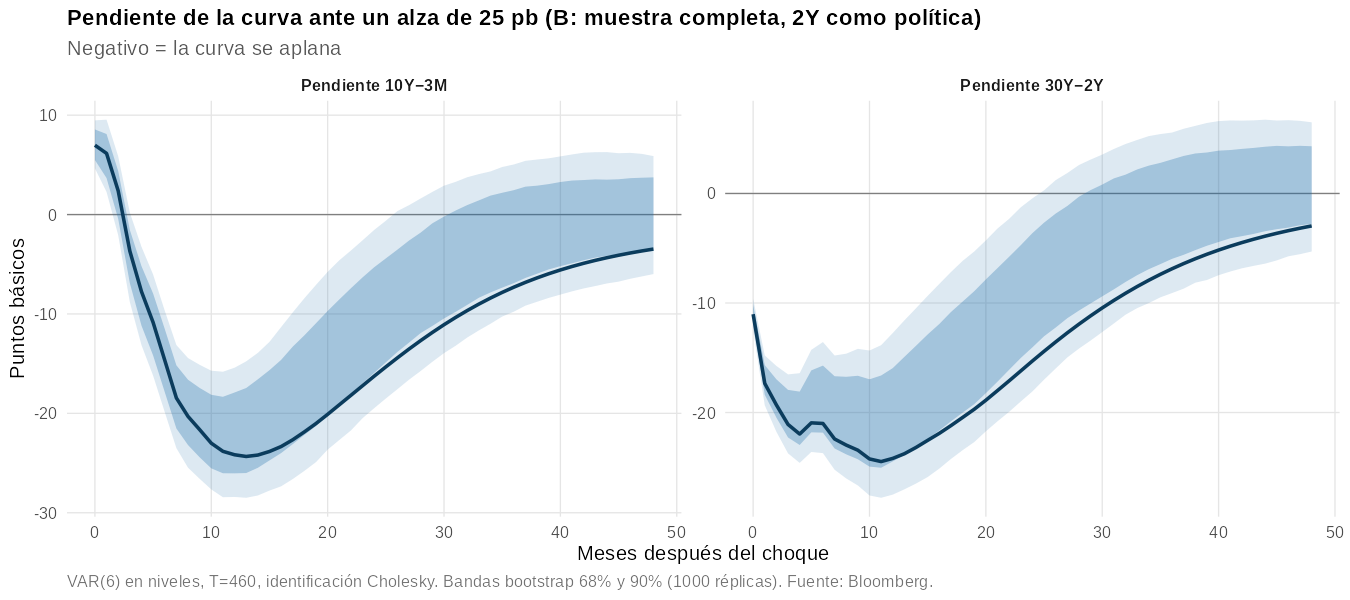 Pendiente de la curva ante un alza de 25 pb (B: muestra completa, 2Y como política)
Negativo = la curva se aplana
Pendiente 10Y−3M
Pendiente 30Y−2Y
Puntos básicos
10
0
-10
-20
-30
0
-10
-20
0 10 20 30 40 50
0 10 20 30 40 50
Meses después del choque
VAR(6) en niveles, T=460, identificación Cholesky. Bandas bootstrap 68% y 90% (1000 réplicas). Fuente: Bloomberg.